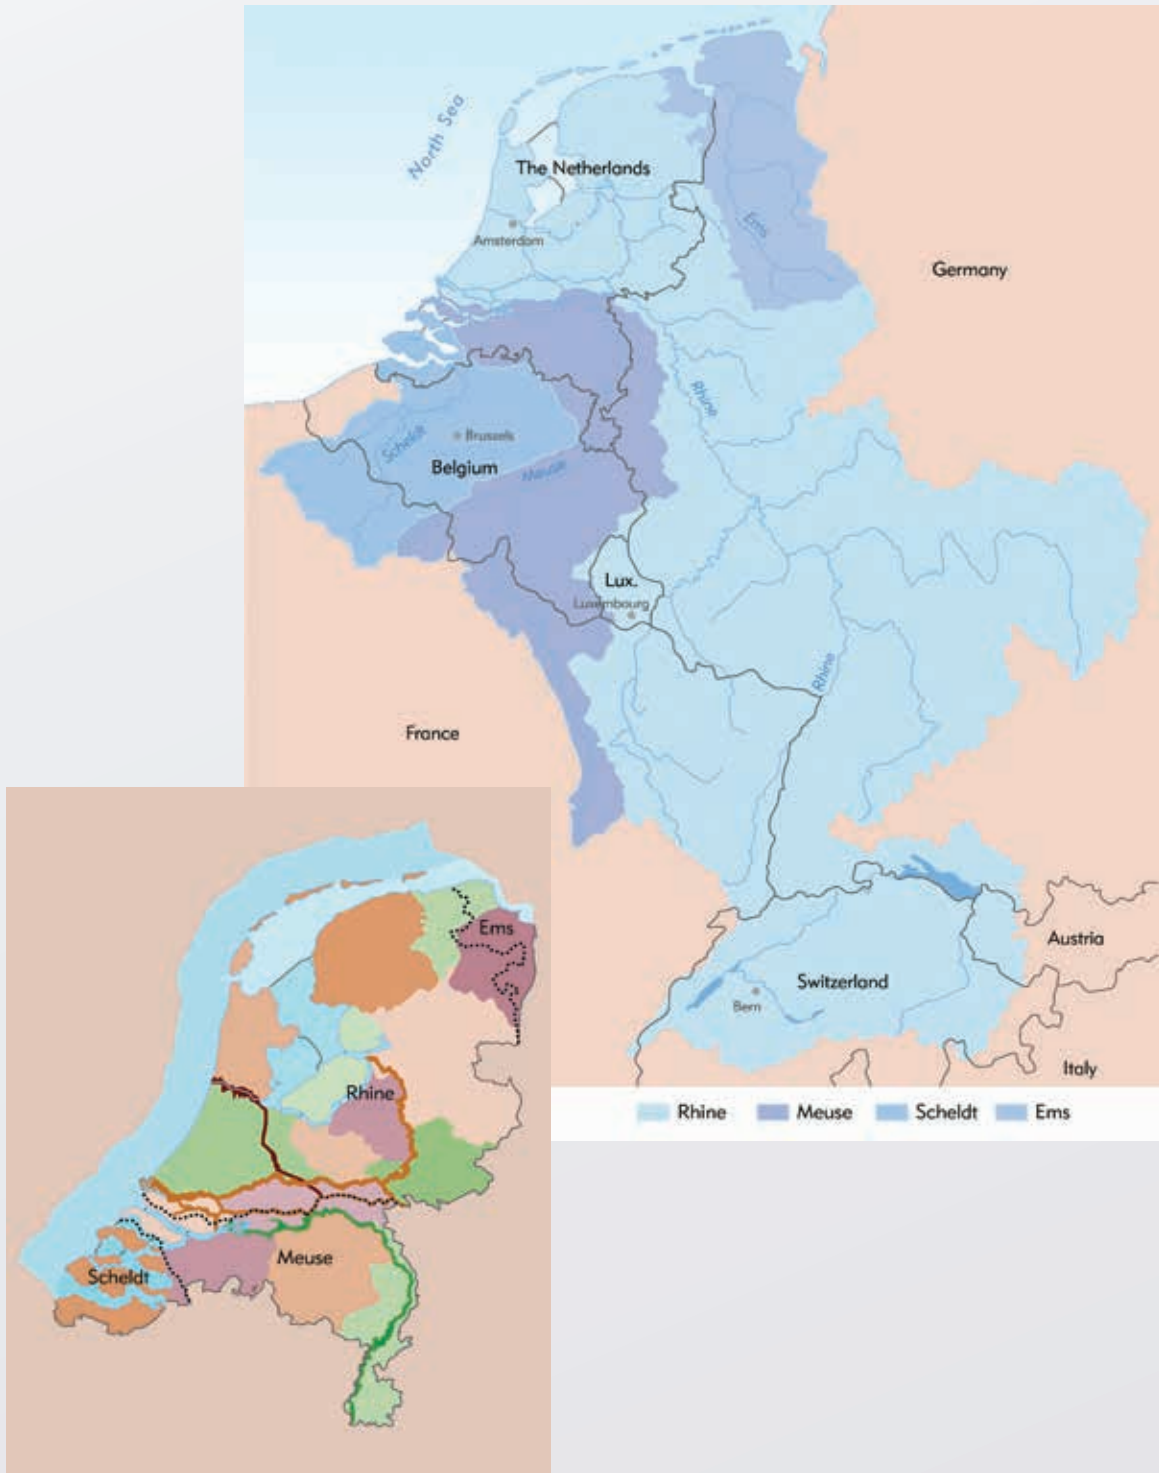 North Sea
The Netherlands
Amsterdam
Ems
Germany
Rhine
Scheldt
Brussels
Belgium
Meuse
Lux.
Luxembourg
Rhine
France
Austria
Switzerland
Bern
Italy
Rhine
Meuse
Scheldt
Ems
Ems
Rhine
Meuse
Scheldt